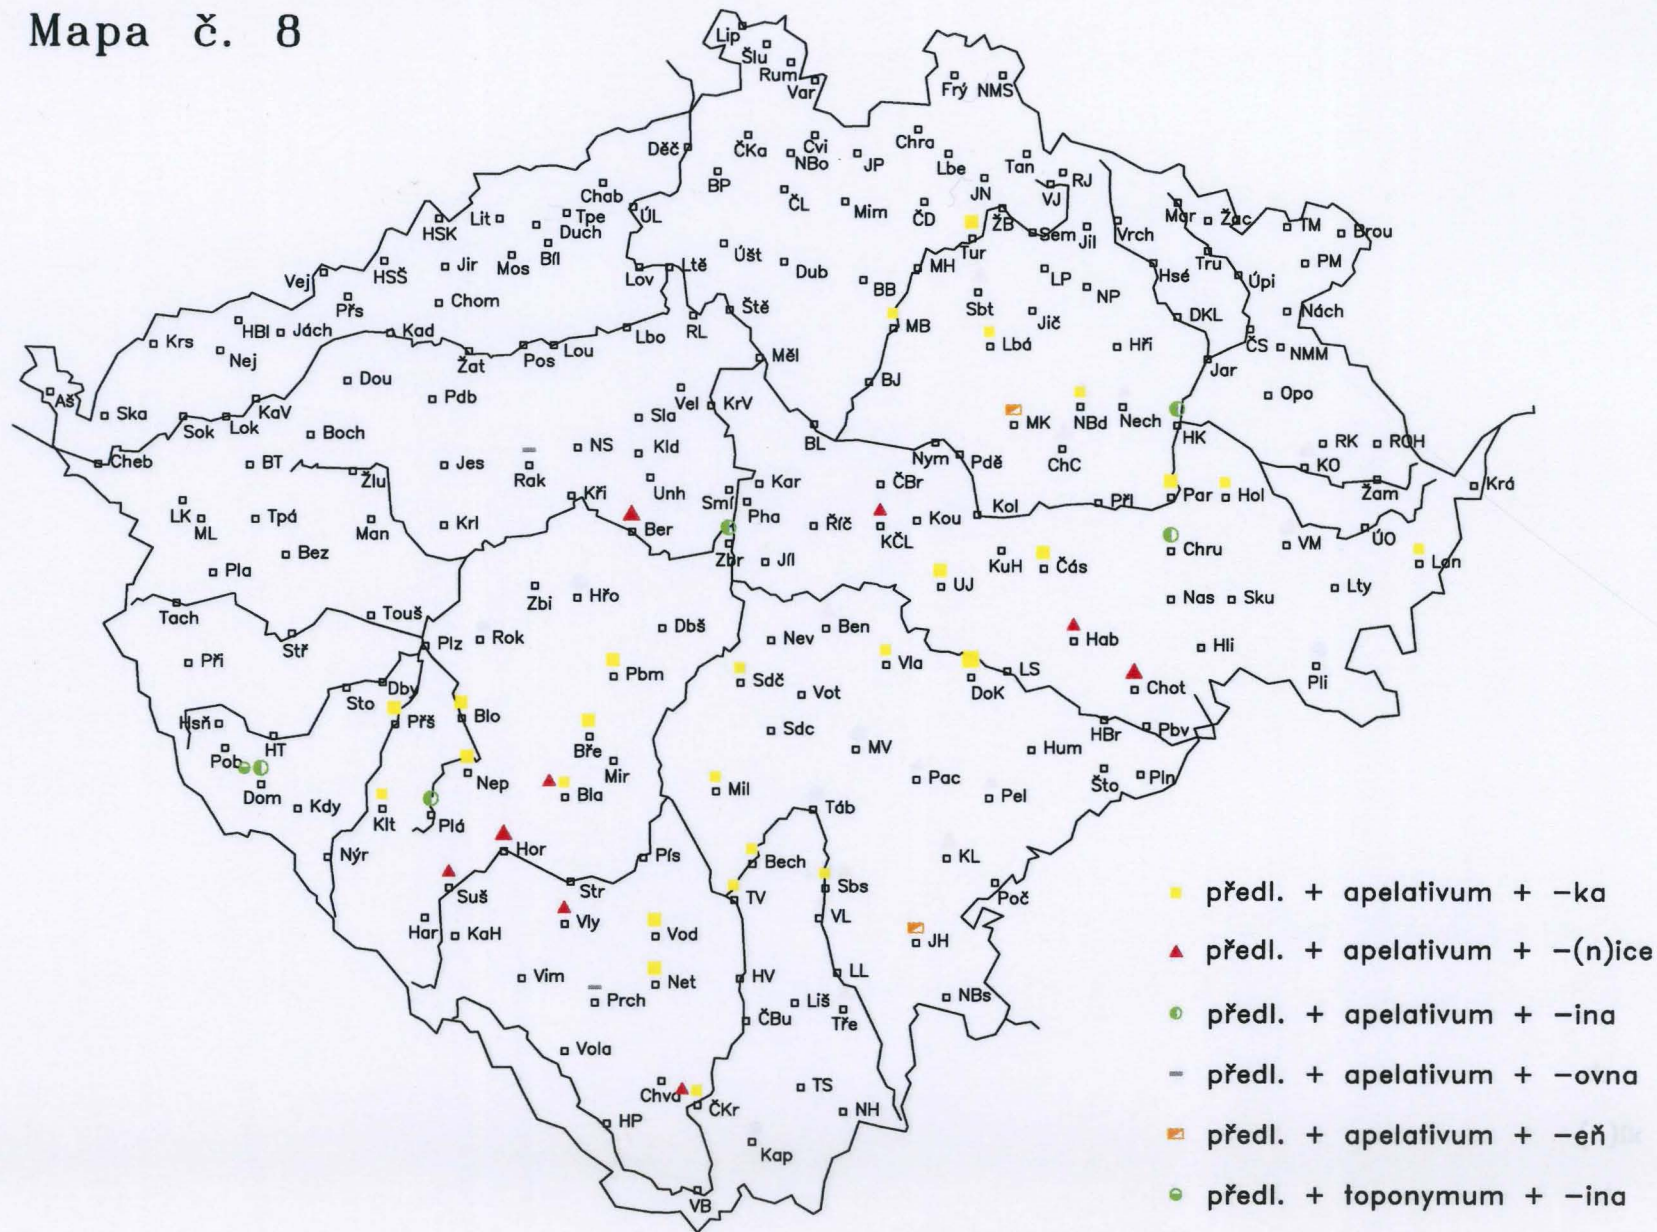 Mapa č. 8
Lip
Šlu
Rum
Var
Frý NMS
Děč
ČKa
Cvi
NBo
JP
Chra
Lbe
Tan
RJ
BP
ČL
Mim
ČD
JN
VJ
Chab
ÚL
Tpe
Duch
Lit
HSK
Bíl
Mos
Jir
HSŠ
Vej
Lov
Ltě
Úšt
Dub
BB
MH
Tur
ŽB
Sem
Jil
Vrch
Mar
Žac
TM
Brou
PM
Tru
Hsé
Úpi
LP
NP
Sbt
Přs
Chom
Ště
RL
MB
Jič
DKL
Nách
HBl
Jách
Krs
Nej
Kad
Lbo
Žat
Pos
Lou
Měl
Lbá
Hři
ČS
NMM
Jar
Aš
Dou
Pdb
BJ
Opo
Ska
Sok
Lok
KaV
Vel
KrV
Sla
MK
NBd
Nech
HK
Boch
BL
Cheb
BT
Žlu
Jes
Rak
NS
Kld
Nym
Pdě
ChC
RK
ROH
KO
Žam
Krá
Kři
Unh
Smí
Kar
Pha
ČBr
Kol
Přl
Par
Hol
LK
ML
Tpá
Man
Krl
Ber
Říč
KČL
Kou
ÚO
Bez
Zbr
Jíl
KuH
Čás
Chru
VM
Lan
Pla
UJ
Zbi
Hřo
Nas
Sku
Lty
Tach
Touš
Stř
Plz
Rok
Dbš
Nev
Ben
Hab
Hli
Při
Pbm
Sdč
Vla
DoK
LS
Chot
Pli
Sto
Dby
Vot
Hsň
Přš
Blo
HT
Bře
Sdc
MV
HBr
Pbv
Hum
Pob
Dom
Nep
Mir
Pac
Što
Pln
Kdy
Klt
Plá
Bla
Mil
Táb
Pel
Nýr
Hor
Pís
Bech
KL
Suš
Str
TV
Sbs
Poč
předl. + apelativum + -ka
Har
KaH
Vly
Vod
VL
JH
předl. + apelativum + -(n)ice
Vim
Net
HV
LL
Prch
Liš
Tře
NBs
ČBu
předl. + apelativum + -ina
Vola
předl. + apelativum + -ovna
Chva
ČKr
TS
NH
HP
předl. + apelativum + -eň
Kap
VB
předl. + toponymum + -ina